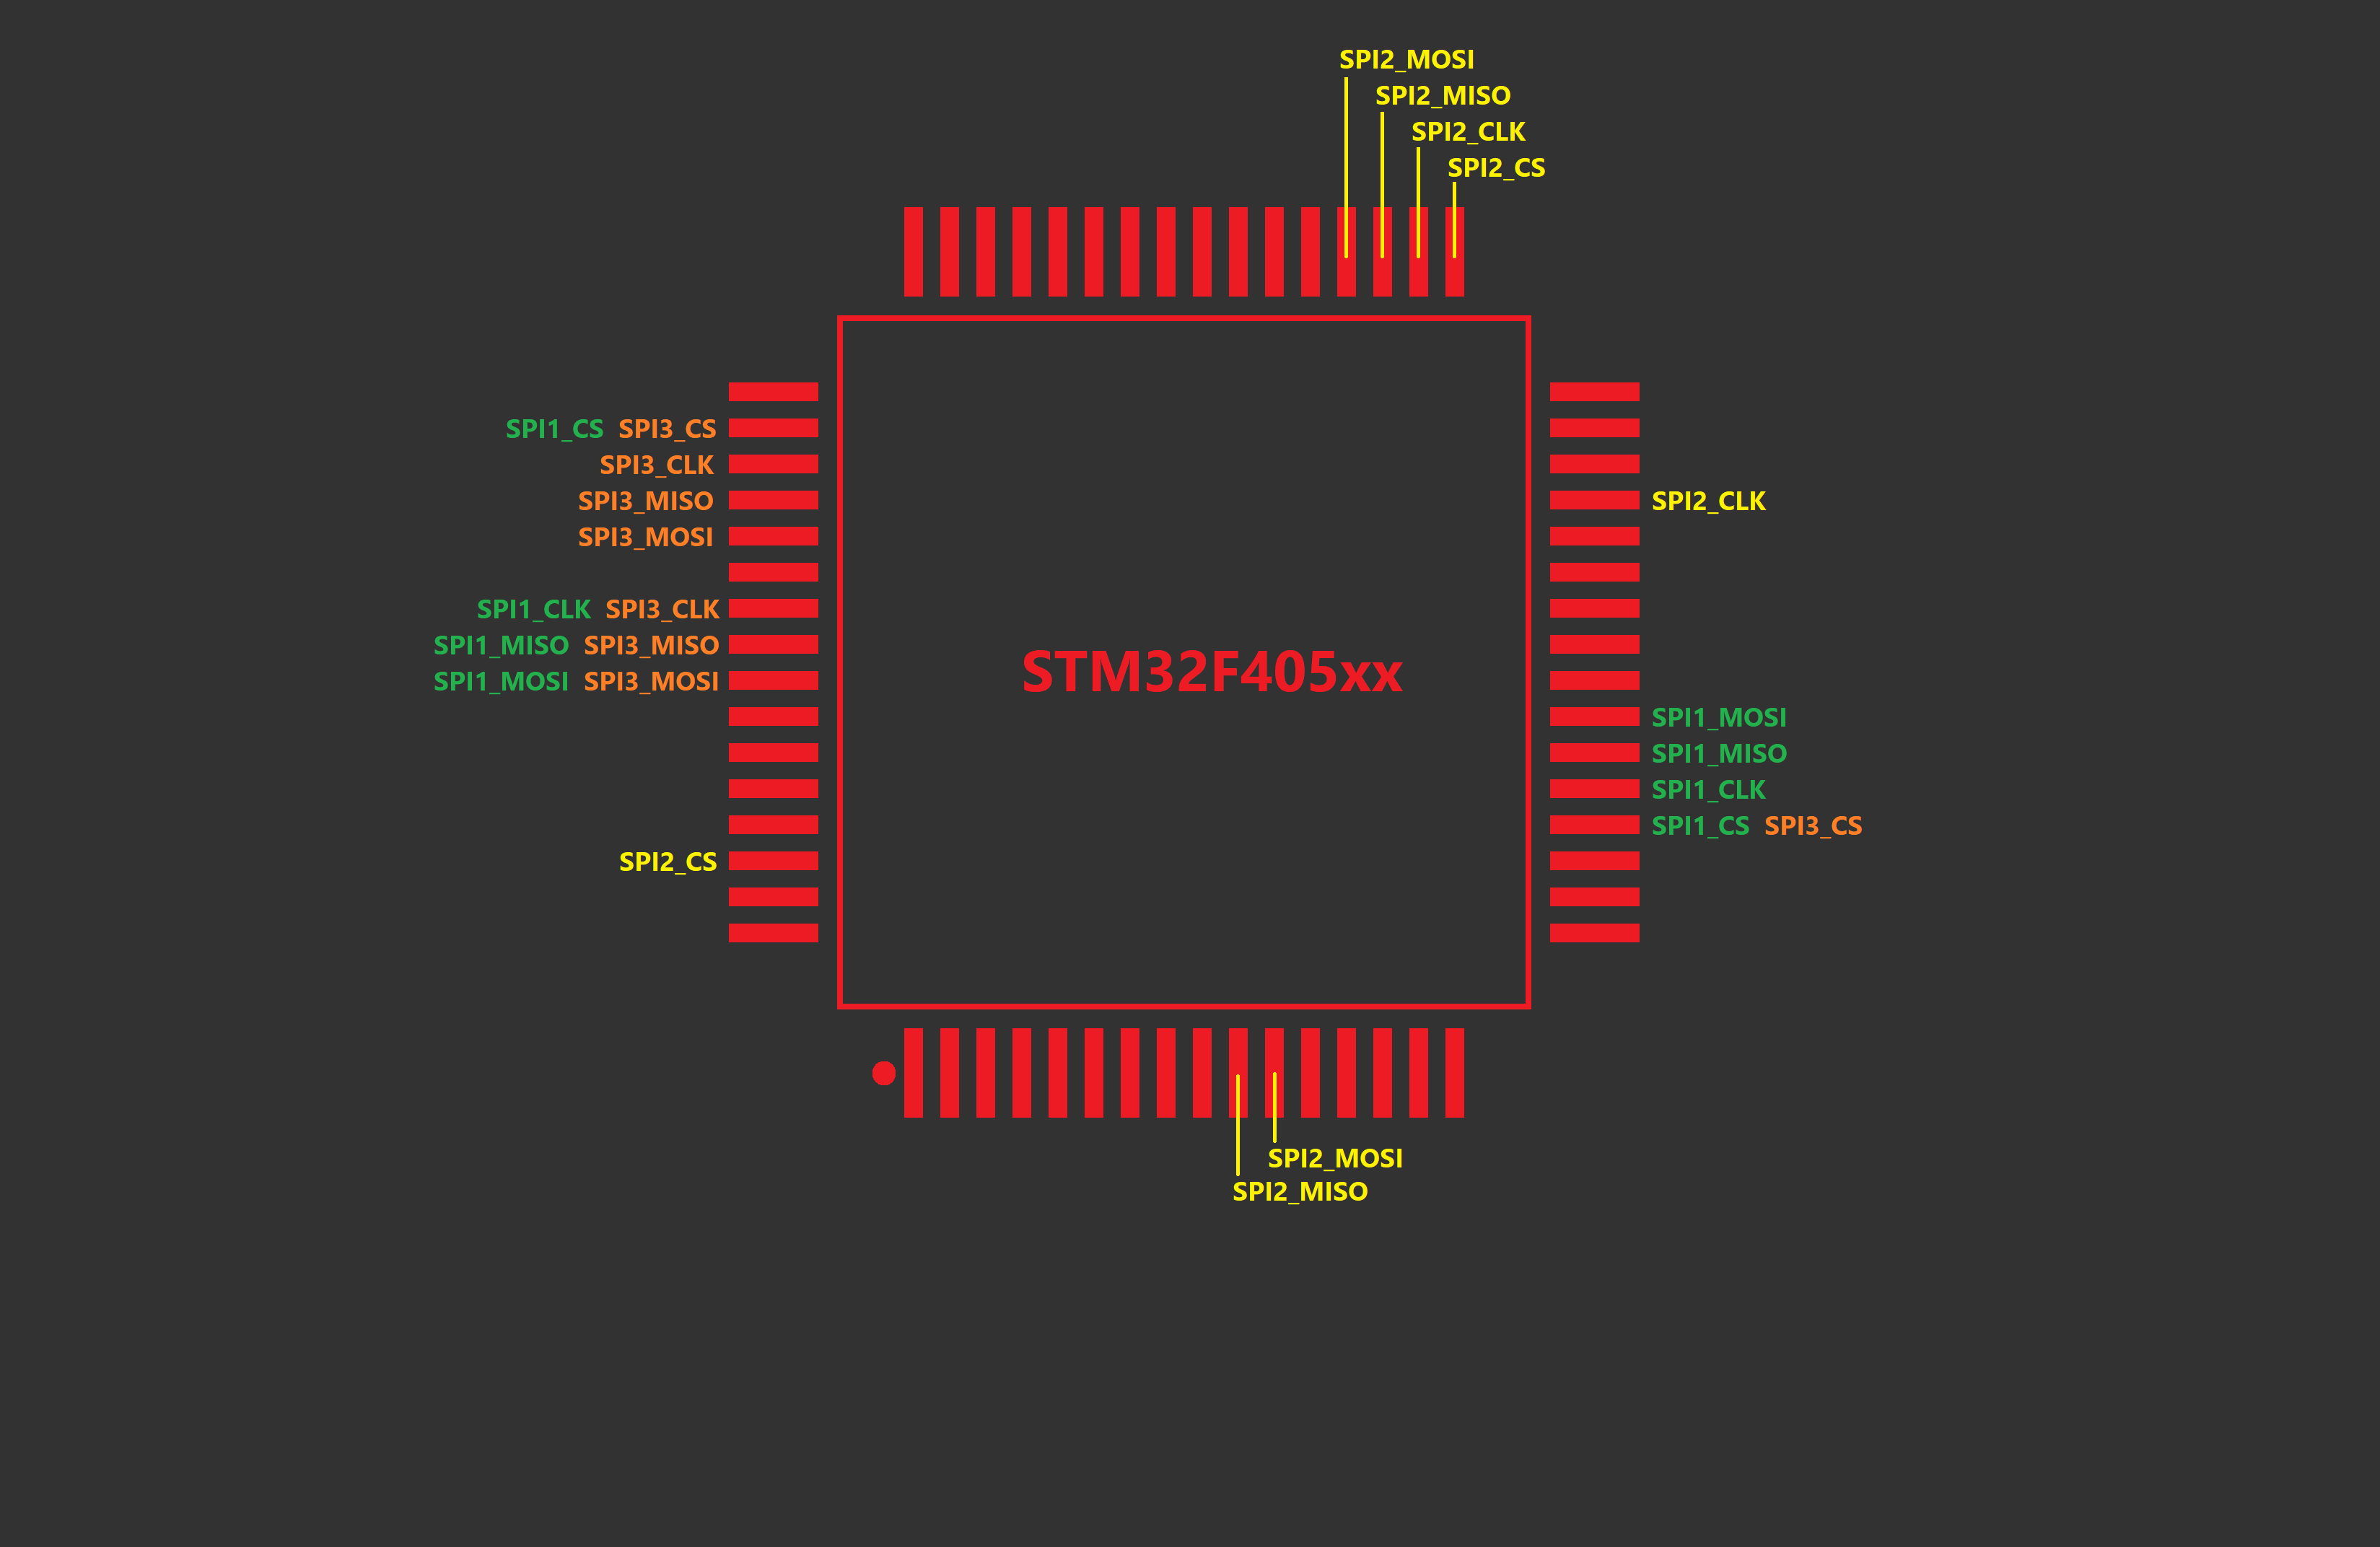 SPI2_MOSI
SPI2_MISO
SPI2_CLK
SPI2_CS
SPI1_CS SPI3_CS
SPI3_CLK
SPI3_MISO
SPI3_MOSI
SPI1_CLK SPI3_CLK
SPI1_MISO SPI3_MISO
SPI1_MOSI SPI3_MOSI
SPI2_CS
STM32F405xx
SPI2_CLK
SPI1_MOSI
SPI1_MISO
SPI1_CLK
SPI1_CS SPI3_CS
SPI2_MOSI
SPI2_MISO